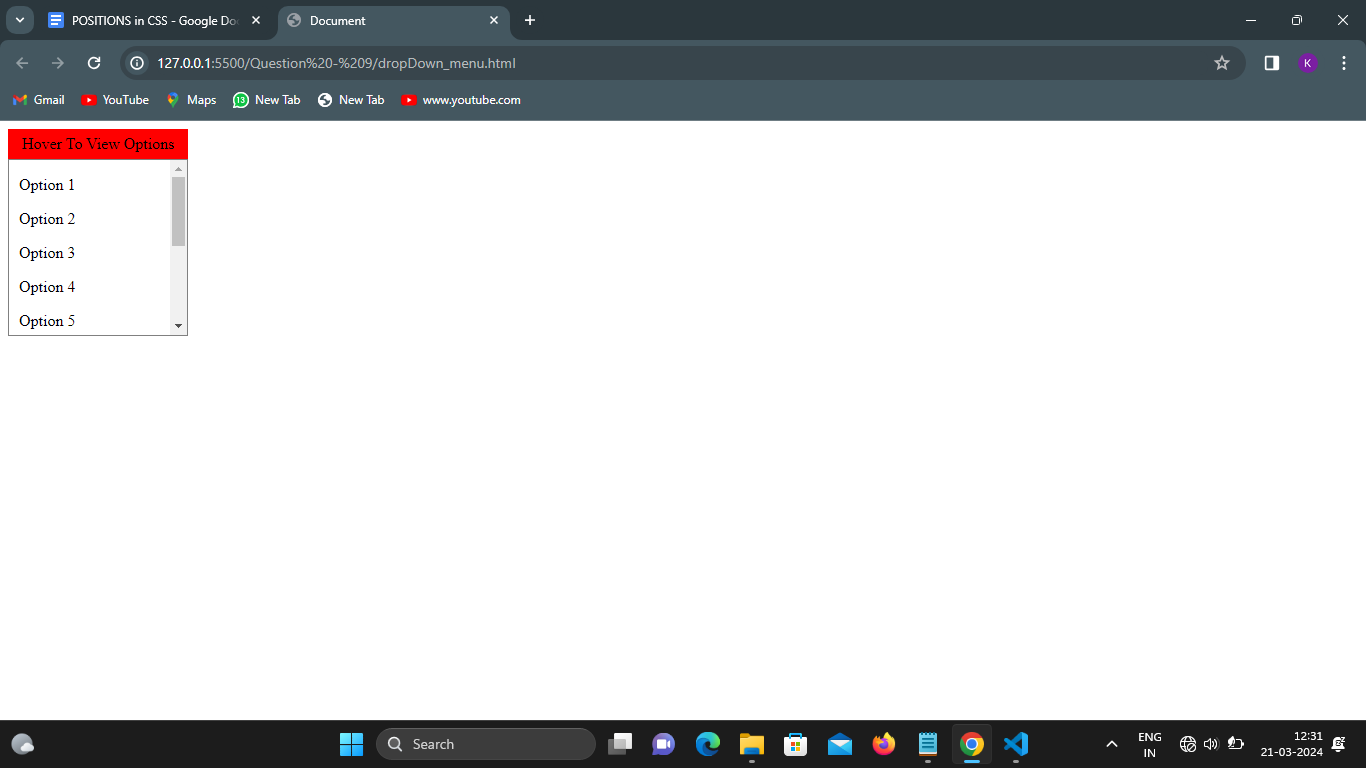 POSITIONS in CSS - Google Do
Document
127.0.0.1:5500/Question%20-%209/dropDown_menu.html
K
Gmail
YouTube
Maps
13
New Tab
New Tab
www.youtube.com
Hover To View Options
Option 1
Option 2
Option 3
Option 4
Option 5
Search
ENG
IN
12:31
21-03-2024